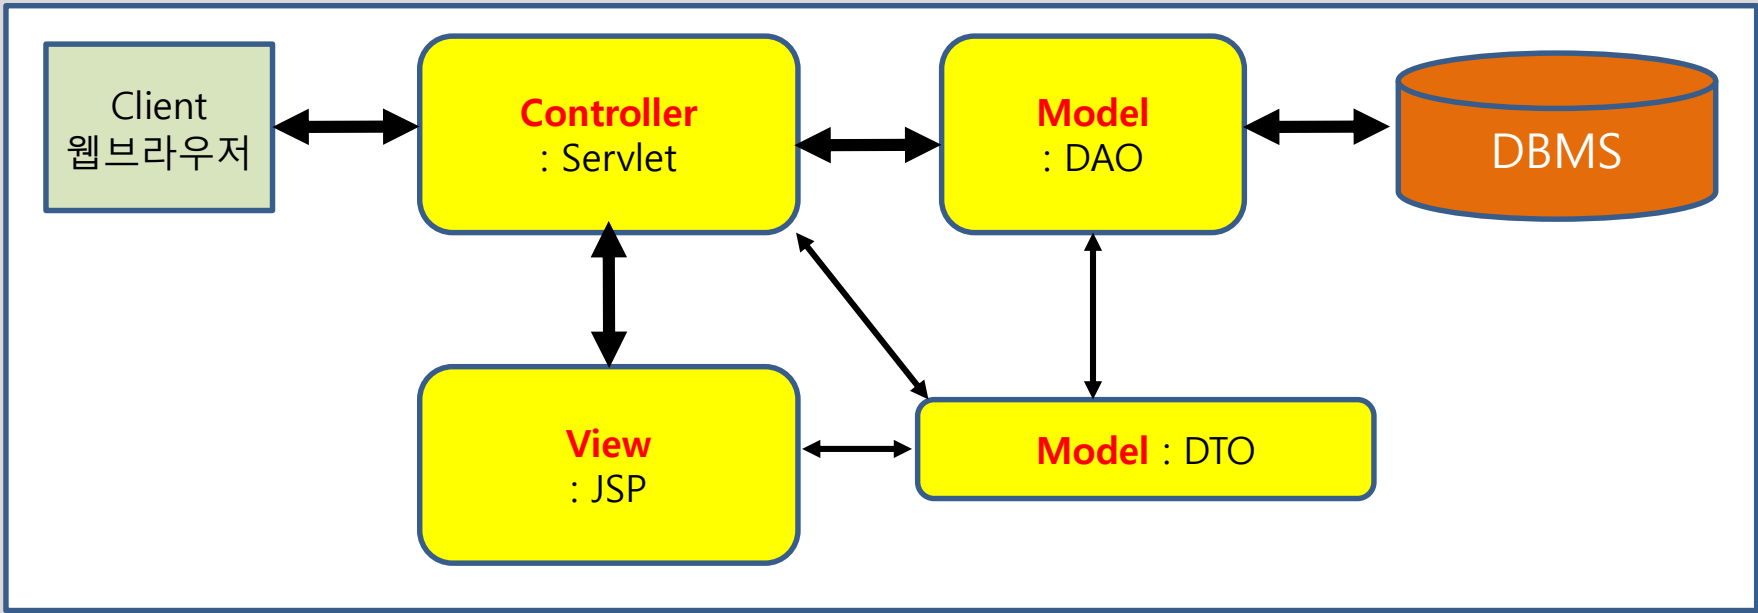 Client
웹브라우저
Controller
: Servlet
Model
: DAO
DBMS
View
: JSP
Model : DTO